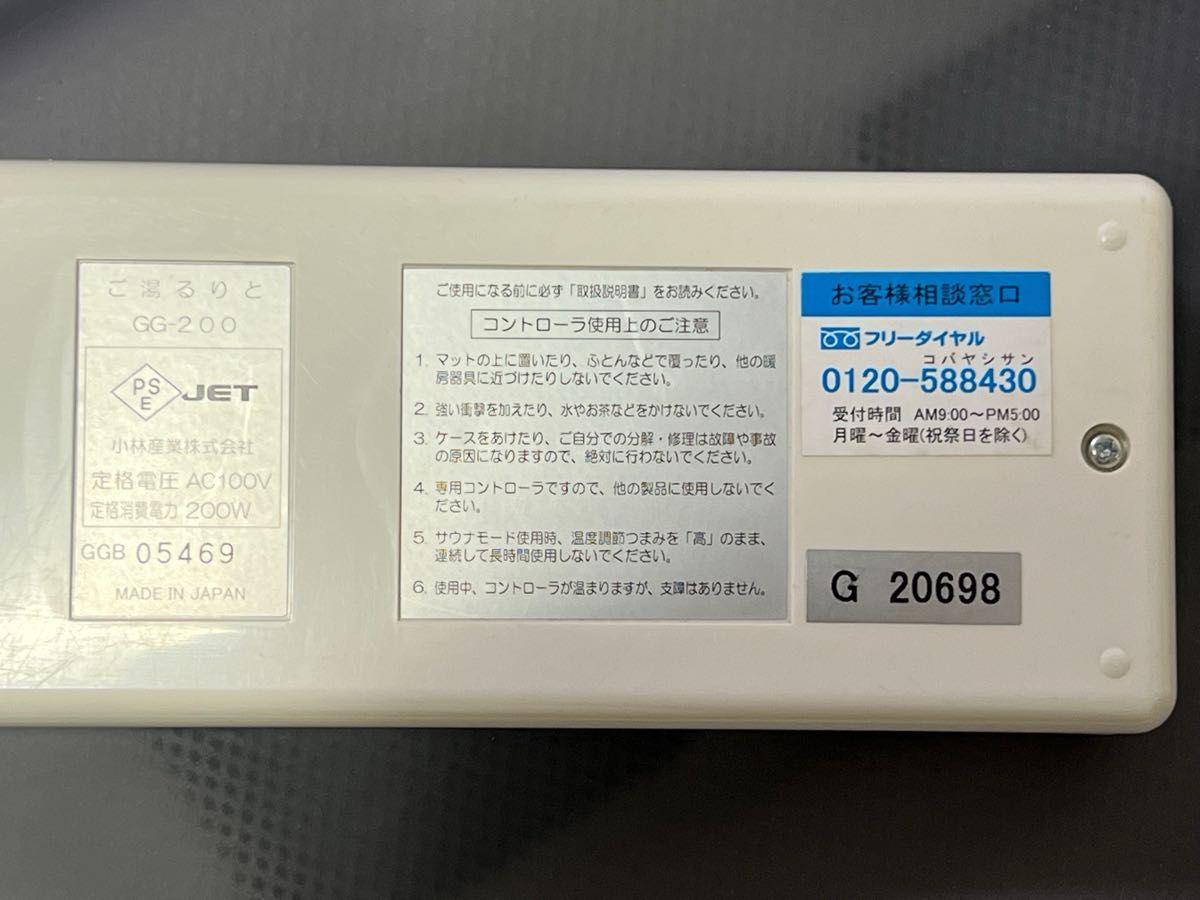 ご潟るりと
GG-200
PS
E
JET
小林産業株式会社
定格電圧 AC100V
定格消費電力 200W
GGB 05469
MADE IN JAPAN
ご使用になる前に必ず「取扱説明書」をお読みください。
コントローラ使用上のご注意
1. マットの上に置いたり、ふとんなどで覆ったり、他の暖
房器具に近づけたりしないでください。
2. 強い衝撃を加えたり、水やお茶などをかけないでください。
3. ケースをあけたり、ご自分での分解・修理は故障や事故
の原因になりますので、絶対に行わないでください。
4. 専用コントローラですので、他の製品に使用しないでく
ださい。
5. サウナモード使用時、温度調節つまみを「高」のまま、
連続して長時間使用しないでください。
6. 使用中、コントローラが温まりますが、支障はありません。
お客様相談窓口
フリーダイヤル
コバヤシサン
0120-588430
受付時間 AM9:00～PM5:00
月曜～金曜(祝祭日を除く)
G 20698